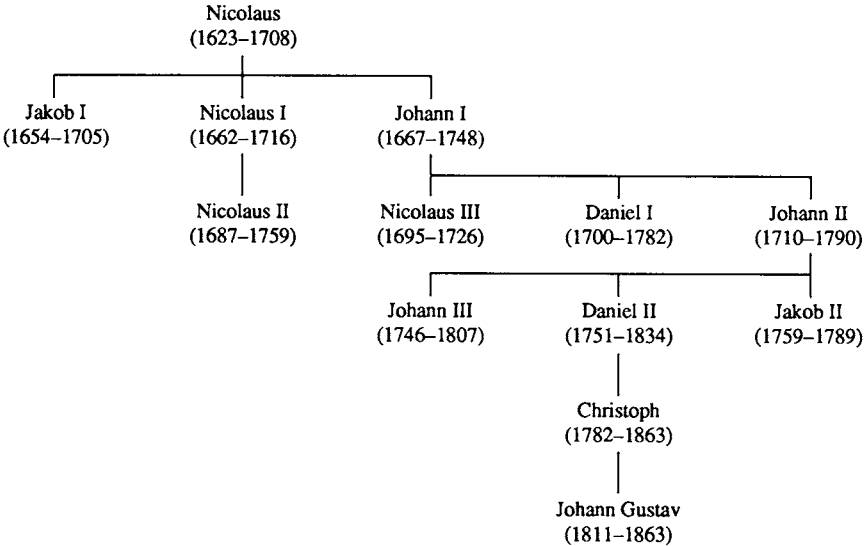 Nicolaus
(1623–1708)
Jakob I
(1654–1705)
Nicolaus I
(1662–1716)
Johann I
(1667–1748)
Nicolaus II
(1687–1759)
Nicolaus III
(1695–1726)
Daniel I
(1700–1782)
Johann II
(1710–1790)
Johann III
(1746–1807)
Daniel II
(1751–1834)
Jakob II
(1759–1789)
Christoph
(1782–1863)
Johann Gustav
(1811–1863)